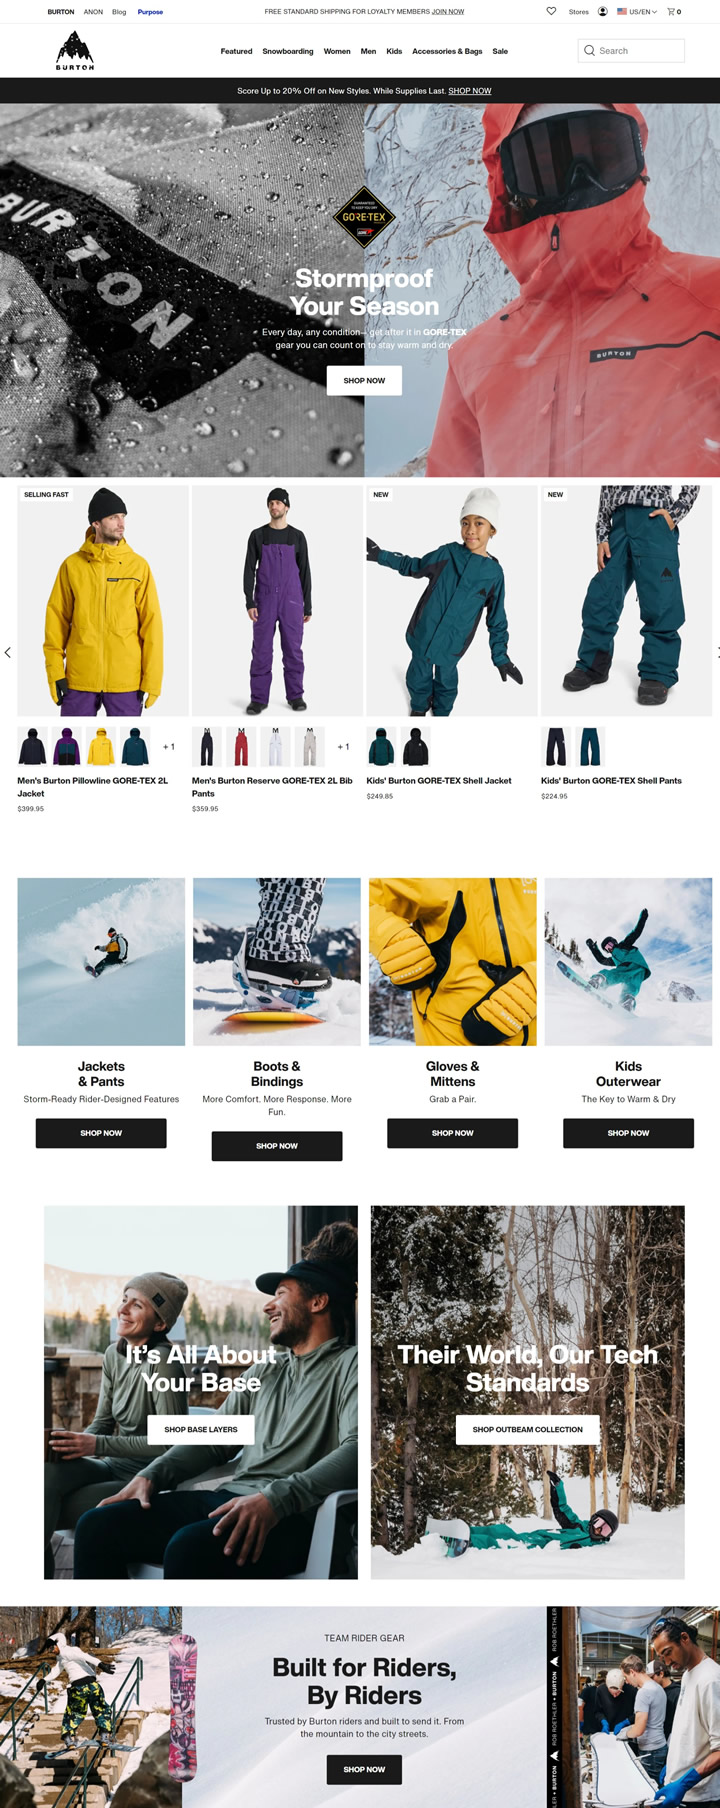 BURTON
ANON
Blog
Purpose
FREE STANDARD SHIPPING FOR LOYALTY MEMBERS JOIN NOW
Stores
US/EN
0
BURTON
Featured
Snowboarding
Women
Men
Kids
Accessories & Bags
Sale
Search
Score Up to 20% Off on New Styles. While Supplies Last. SHOP NOW
BURTON
GUARANTEED
TO KEEP YOU DRY
GORE-TEX
Stormproof
Your Season
Every day, any condition— get after it in GORE-TEX
gear you can count on to stay warm and dry.
SHOP NOW
BURTON
SELLING FAST
NEW
NEW
+ 1
+ 1
Men's Burton Pillowline GORE-TEX 2L
Jacket
$399.95
Men's Burton Reserve GORE-TEX 2L Bib
Pants
$359.95
Kids' Burton GORE-TEX Shell Jacket
$249.85
Kids' Burton GORE-TEX Shell Pants
$224.95
Jackets
& Pants
Storm-Ready Rider-Designed Features
SHOP NOW
Boots &
Bindings
More Comfort. More Response. More
Fun.
SHOP NOW
Gloves &
Mittens
Grab a Pair.
SHOP NOW
Kids
Outerwear
The Key to Warm & Dry
SHOP NOW
It's All About
Your Base
SHOP BASE LAYERS
Their World, Our Tech
Standards
SHOP OUTBEAM COLLECTION
TEAM RIDER GEAR
Built for Riders,
By Riders
Trusted by Burton riders and built to send it. From
the mountain to the city streets.
SHOP NOW
ROB ROETHLER
BURTON
ROB ROETHLER + BURTON